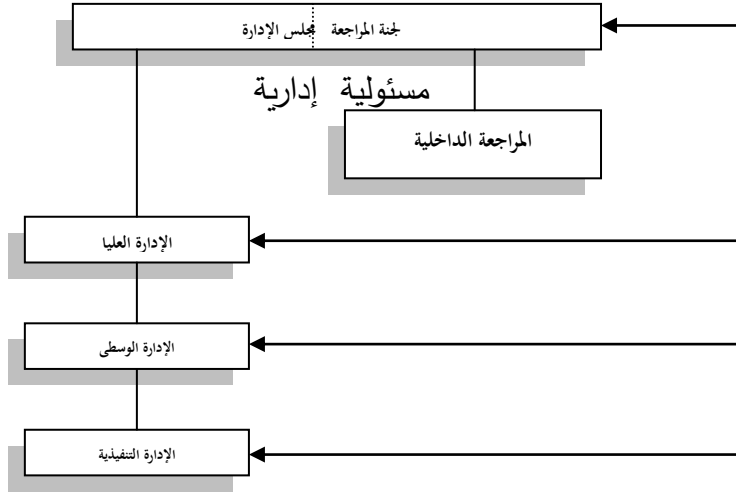 لجنة المراجعة مجلس الإدارة
مسئولية إدارية
المراجعة الداخلية
الإدارة العليا
الإدارة الوسطى
الإدارة التنفيذية